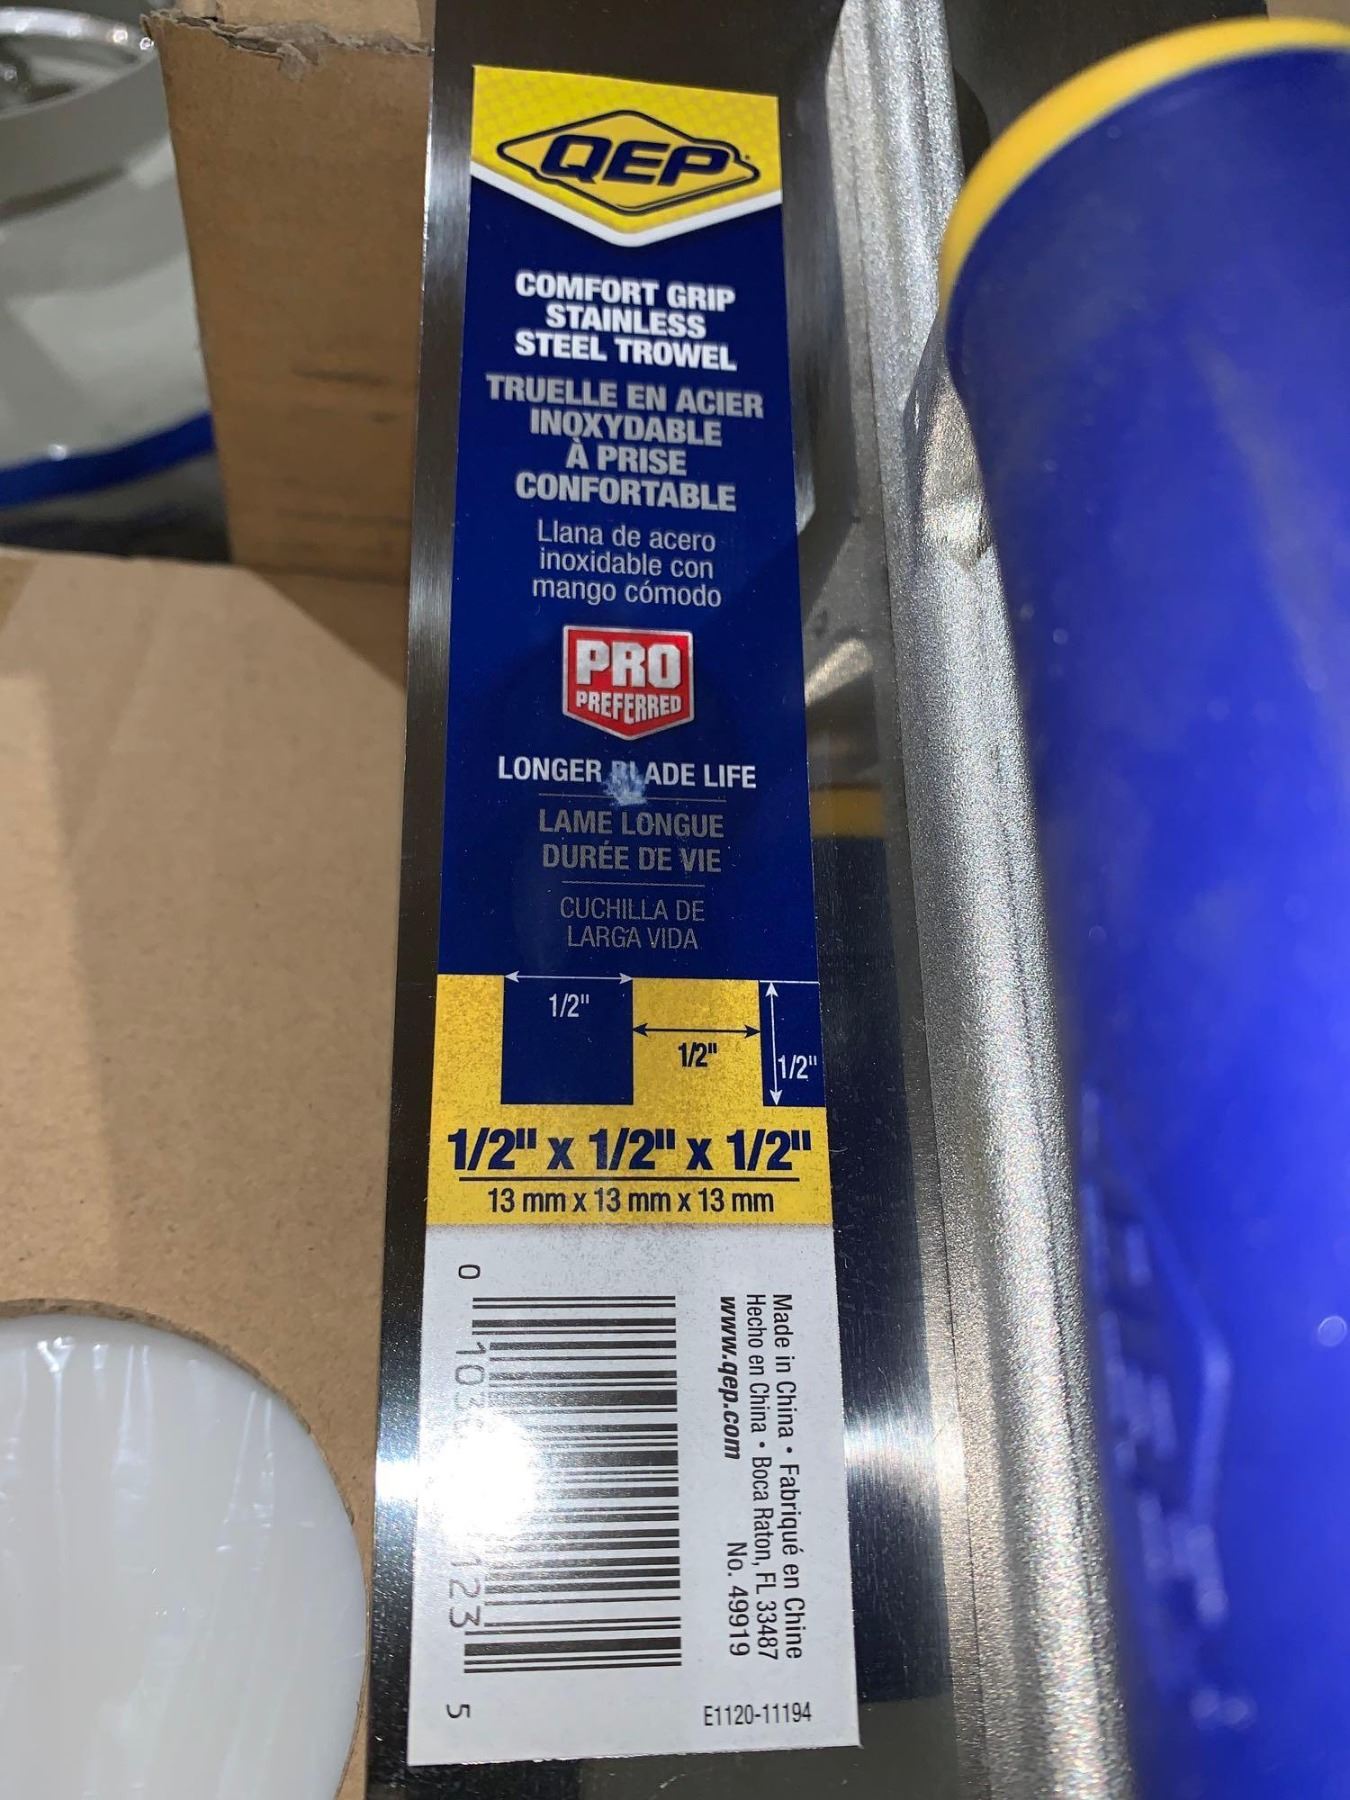 QEP
COMFORT GRIP
STAINLESS
STEEL TROWEL
TRUELLE EN ACIER
INOXYDABLE
À PRISE
CONFORTABLE
Llana de acero
inoxidable con
mango cómodo
PRO
PREFERRED
LONGER BLADE LIFE
LAME LONGUE
DURÉE DE VIE
CUCHILLA DE
LARGA VIDA
1/2"
1/2"
1/2"
1/2" x 1/2" x 1/2"
13 mm x 13 mm x 13 mm
Made in China • Fabriqué en Chine
Hecho en China • Boca Raton, FL 33487
www.qep.com No. 49919
0
5
E1120-11194